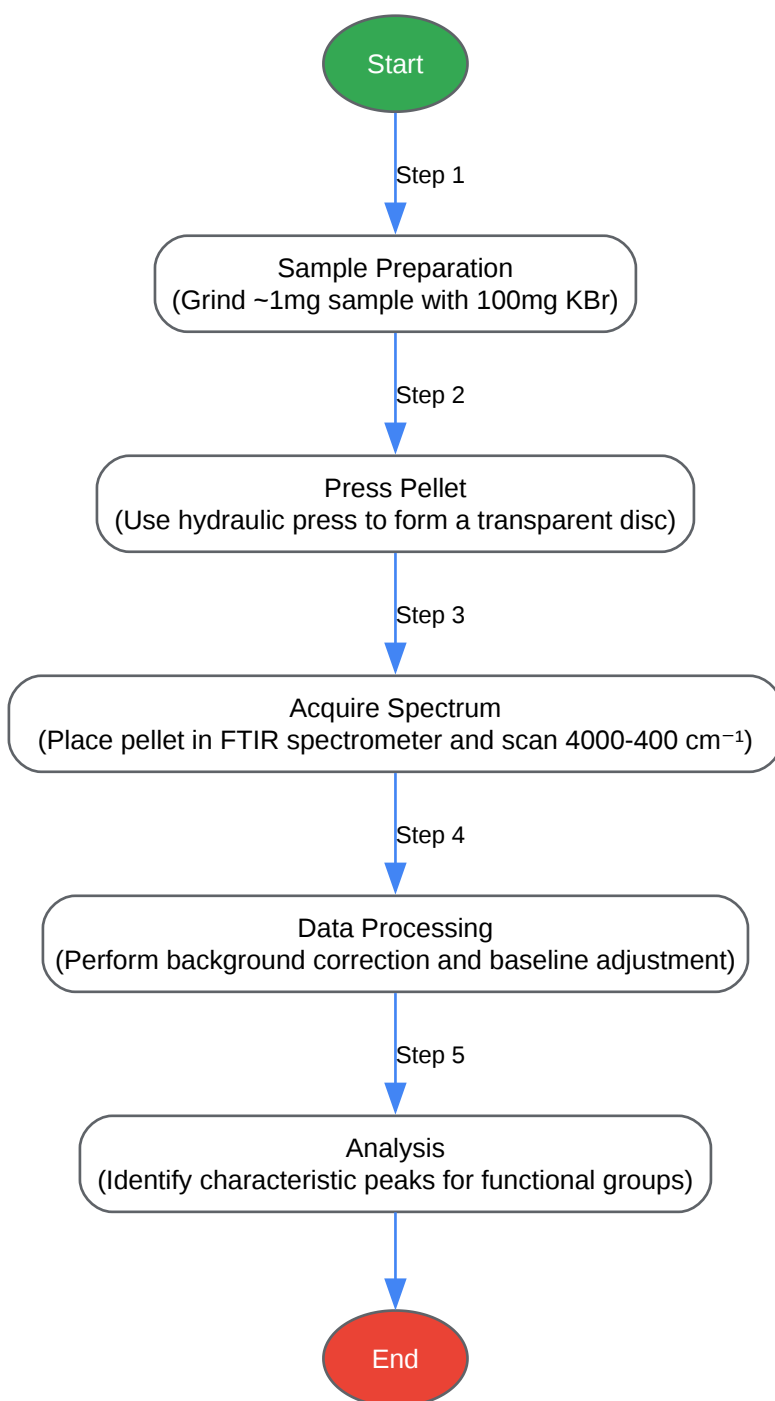 Start
Step 1
Sample Preparation
(Grind ~1mg sample with 100mg KBr)
Step 2
Press Pellet
(Use hydraulic press to form a transparent disc)
Step 3
Acquire Spectrum
(Place pellet in FTIR spectrometer and scan 4000-400 cm⁻¹)
Step 4
Data Processing
(Perform background correction and baseline adjustment)
Step 5
Analysis
(Identify characteristic peaks for functional groups)
End